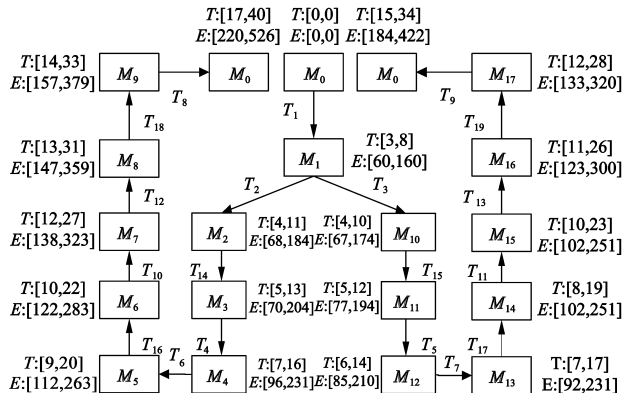 T:[17,40] T:[0,0] T:[15,34]
E:[220,526] E:[0,0] E:[184,422]
T:[14,33] M₉ M₀ M₀ M₀ M₁₇ T:[12,28]
E:[157,379] E:[133,320]
T₈ T₉
T₁
T₁₈ T₁₉
T:[13,31] M₈ M₁ T:[3,8] M₁₆ T:[11,26]
E:[147,359] E:[60,160] E:[123,300]
T₂ T₃
T₁₂ T₁₃
T:[12,27] M₇ M₂ T:[4,11] T:[4,10] M₁₀ M₁₅ T:[10,23]
E:[138,323] E:[68,184] E:[67,174] E:[102,251]
T₁₀ T₁₄ T₁₅ T₁₁
T:[10,22] M₆ M₃ T:[5,13] T:[5,12] M₁₁ M₁₄ T:[8,19]
E:[122,283] E:[70,204] E:[77,194] E:[102,251]
T₁₆ T₆ T₄ T₅ T₇ T₁₇
T:[9,20] M₅ M₄ T:[7,16] T:[6,14] M₁₂ M₁₃ T:[7,17]
E:[112,263] E:[96,231] E:[85,210] E:[92,231]